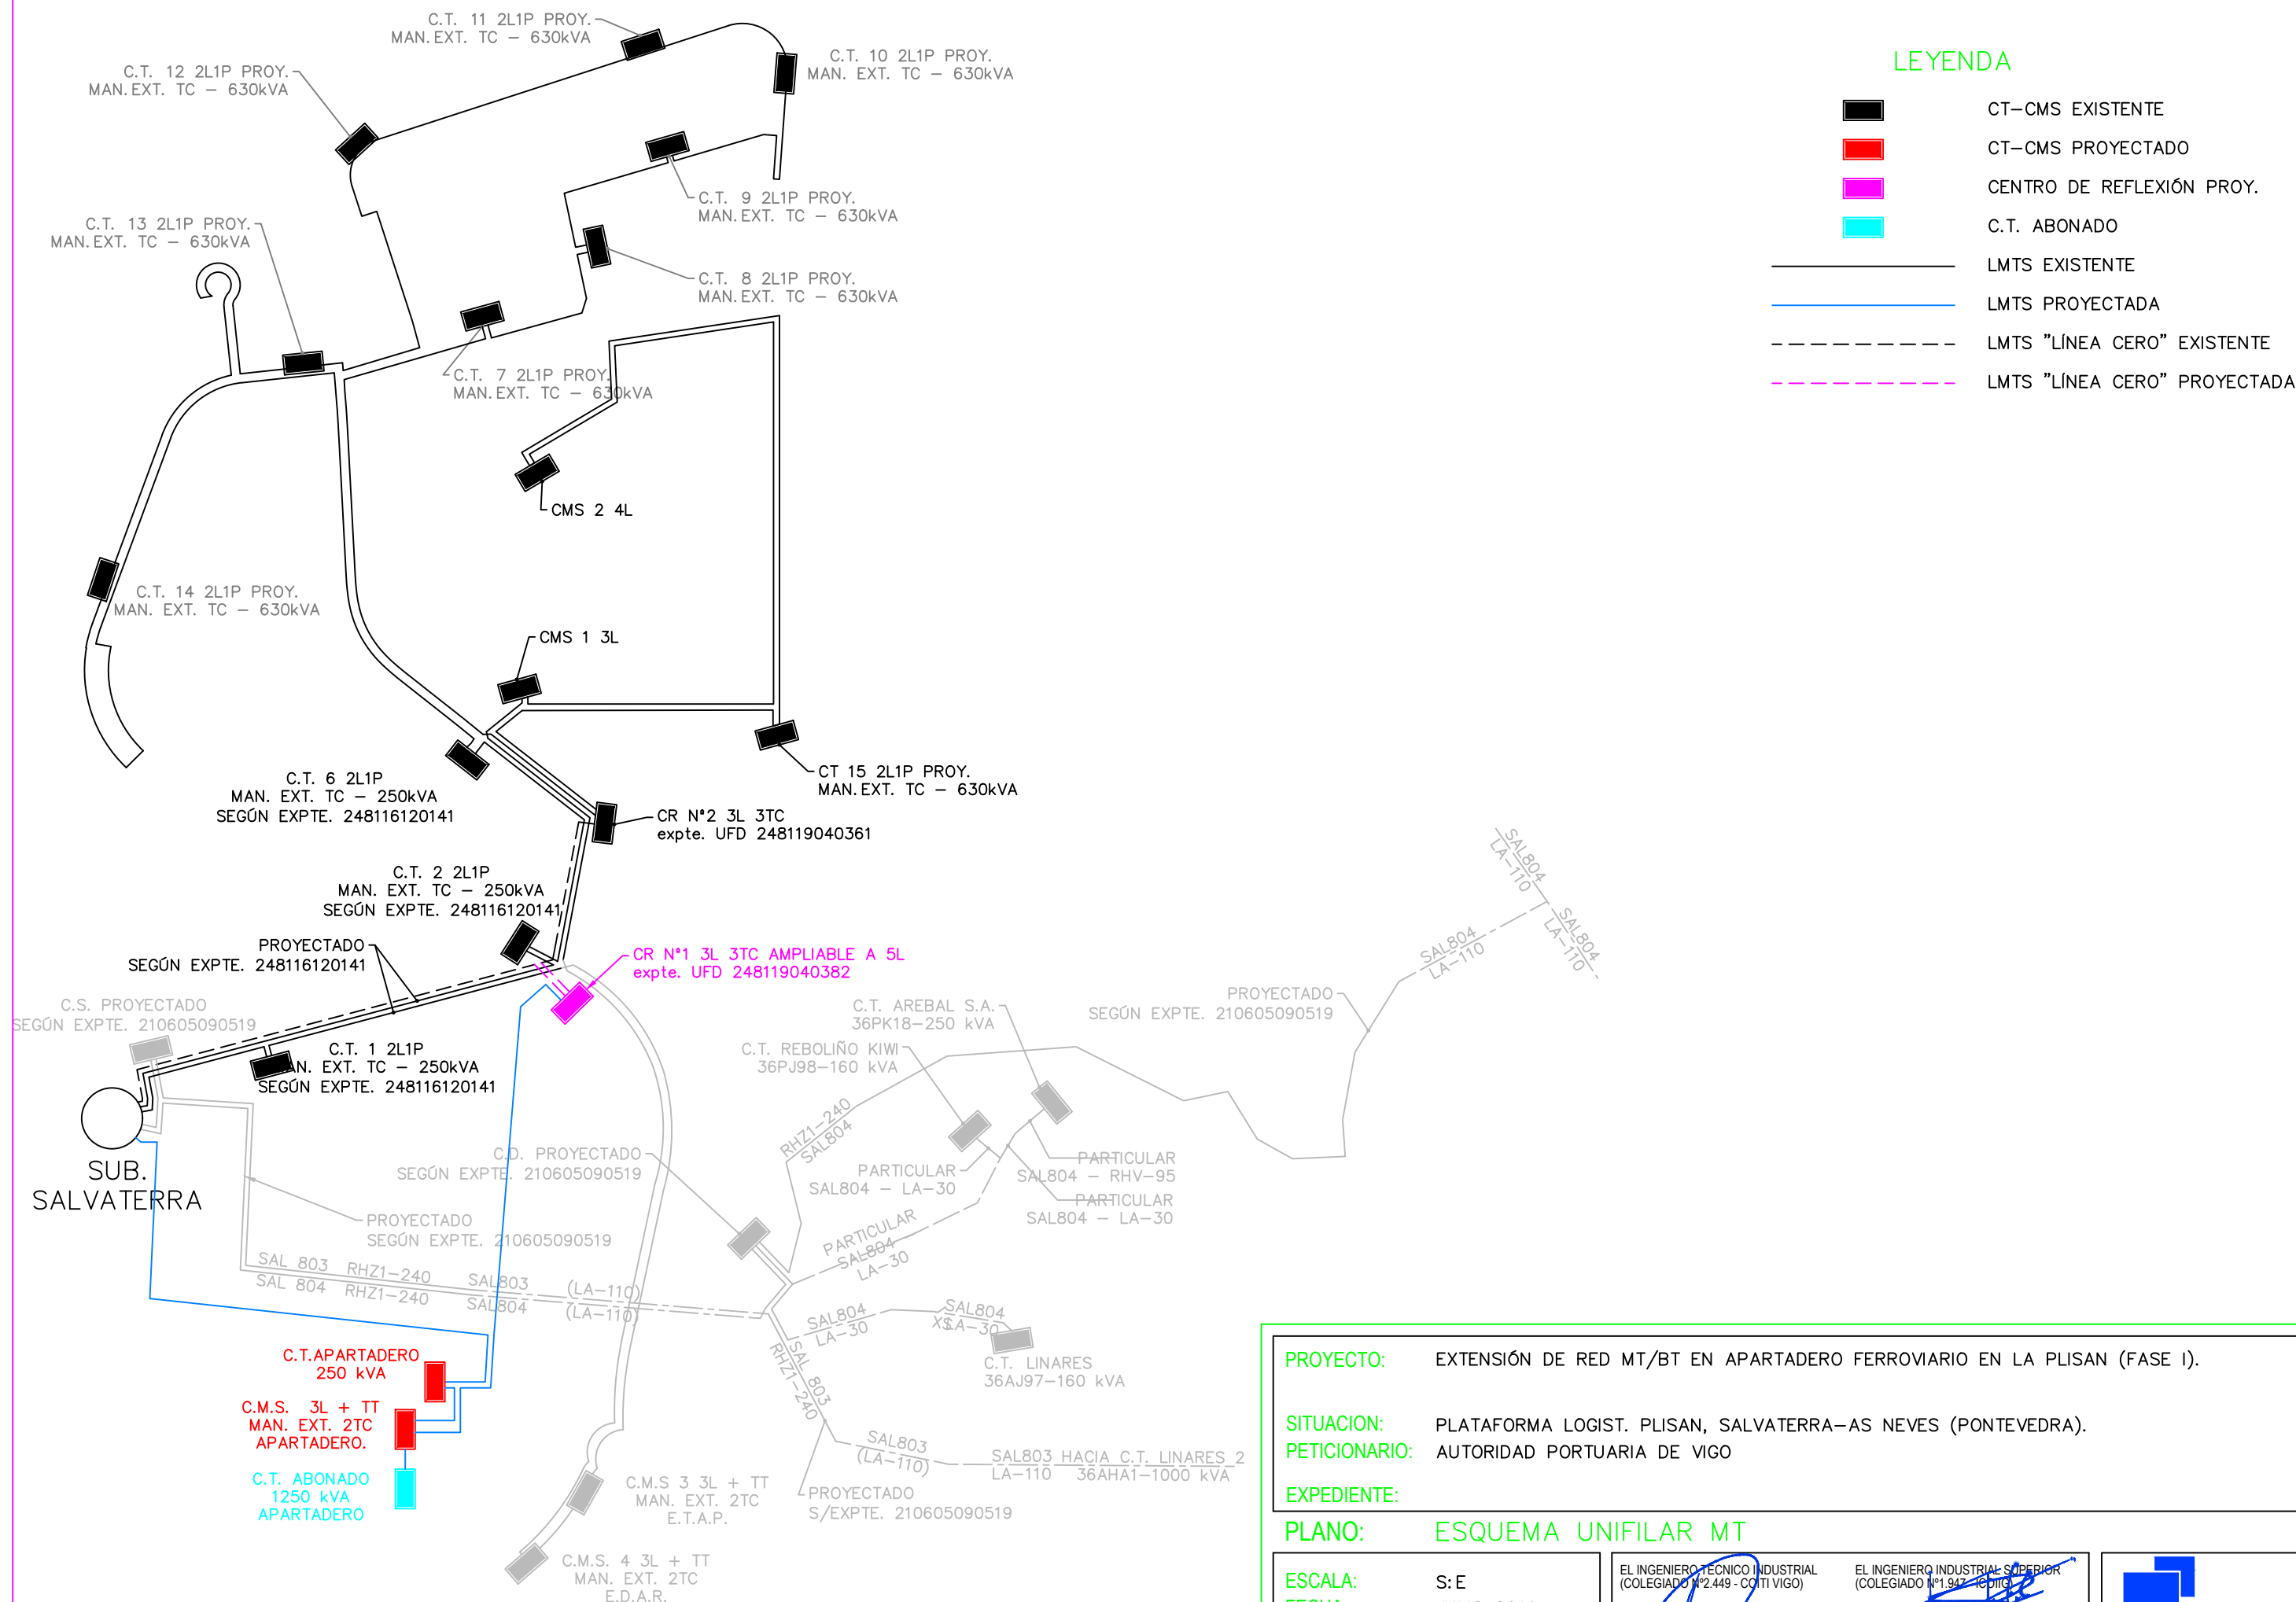 C.T. 11 2L1P PROY.
MAN.EXT. TC - 630kVA
C.T. 10 2L1P PROY.
MAN. EXT. TC - 630kVA
C.T. 12 2L1P PROY.
MAN.EXT. TC - 630kVA
C.T. 9 2L1P PROY.
MAN.EXT. TC - 630kVA
C.T. 13 2L1P PROY.
MAN.EXT. TC - 630kVA
C.T. 8 2L1P PROY.
MAN.EXT. TC - 630kVA
C.T. 7 2L1P PROY.
MAN.EXT. TC - 630kVA
CMS 2 4L
C.T. 14 2L1P PROY.
MAN. EXT. TC - 630kVA
CMS 1 3L
C.T. 6 2L1P
MAN. EXT. TC - 250kVA
SEGÚN EXPTE. 248116120141
CT 15 2L1P PROY.
MAN.EXT. TC - 630kVA
CR Nº2 3L 3TC
expte. UFD 248119040361
C.T. 2 2L1P
MAN. EXT. TC - 250kVA
SEGÚN EXPTE. 248116120141
PROYECTADO
SEGÚN EXPTE. 248116120141
CR Nº1 3L 3TC AMPLIABLE A 5L
expte. UFD 248119040382
C.S. PROYECTADO
SEGÚN EXPTE. 210605090519
C.T. 1 2L1P
MAN. EXT. TC - 250kVA
SEGÚN EXPTE. 248116120141
SUB.
SALVATERRA
C.T. AREBAL S.A.
36PK18-250 kVA
C.T. REBOLIÑO KIWI
36PJ98-160 kVA
PROYECTADO
SEGÚN EXPTE. 210605090519
SAL804
LA-110
SAL804
LA-110
SAL804
LA-110
RHZ1-240
SAL804
C.D. PROYECTADO
SEGÚN EXPTE. 210605090519
PARTICULAR
SAL804 - LA-30
PARTICULAR
SAL804 - RHV-95
PARTICULAR
SAL804 - LA-30
PROYECTADO
SEGÚN EXPTE. 210605090519
PARTICULAR
SAL804
LA-30
SAL 803 RHZ1-240 SAL803 (LA-110)
SAL 804 RHZ1-240 SAL804 (LA-110)
SAL804
LA-30
SAL804
XS
LA-30
C.T. LINARES
36AJ97-160 kVA
SAL 803
RHZ1-240
SAL803
(LA-110)
SAL803 HACIA C.T. LINARES 2
LA-110 36AHA1-1000 kVA
PROYECTADO
S/EXPTE. 210605090519
C.T.APARTADERO
250 kVA
C.M.S. 3L + TT
MAN. EXT. 2TC
APARTADERO.
C.T. ABONADO
1250 kVA
APARTADERO
C.M.S 3 3L + TT
MAN. EXT. 2TC
E.T.A.P.
C.M.S. 4 3L + TT
MAN. EXT. 2TC
E.D.A.R.
LEYENDA
CT-CMS EXISTENTE
CT-CMS PROYECTADO
CENTRO DE REFLEXIÓN PROY.
C.T. ABONADO
LMTS EXISTENTE
LMTS PROYECTADA
LMTS "LÍNEA CERO" EXISTENTE
LMTS "LÍNEA CERO" PROYECTADA
PROYECTO: EXTENSIÓN DE RED MT/BT EN APARTADERO FERROVIARIO EN LA PLISAN (FASE I).
SITUACION: PLATAFORMA LOGIST. PLISAN, SALVATERRA-AS NEVES (PONTEVEDRA).
PETICIONARIO: AUTORIDAD PORTUARIA DE VIGO
EXPEDIENTE:
PLANO: ESQUEMA UNIFILAR MT
ESCALA: S:E
EL INGENIERO TÉCNICO INDUSTRIAL
(COLEGIADO Nº2.449 - COITI VIGO)
EL INGENIERO INDUSTRIAL SUPERIOR
(COLEGIADO Nº1.947 - ICOIIG)